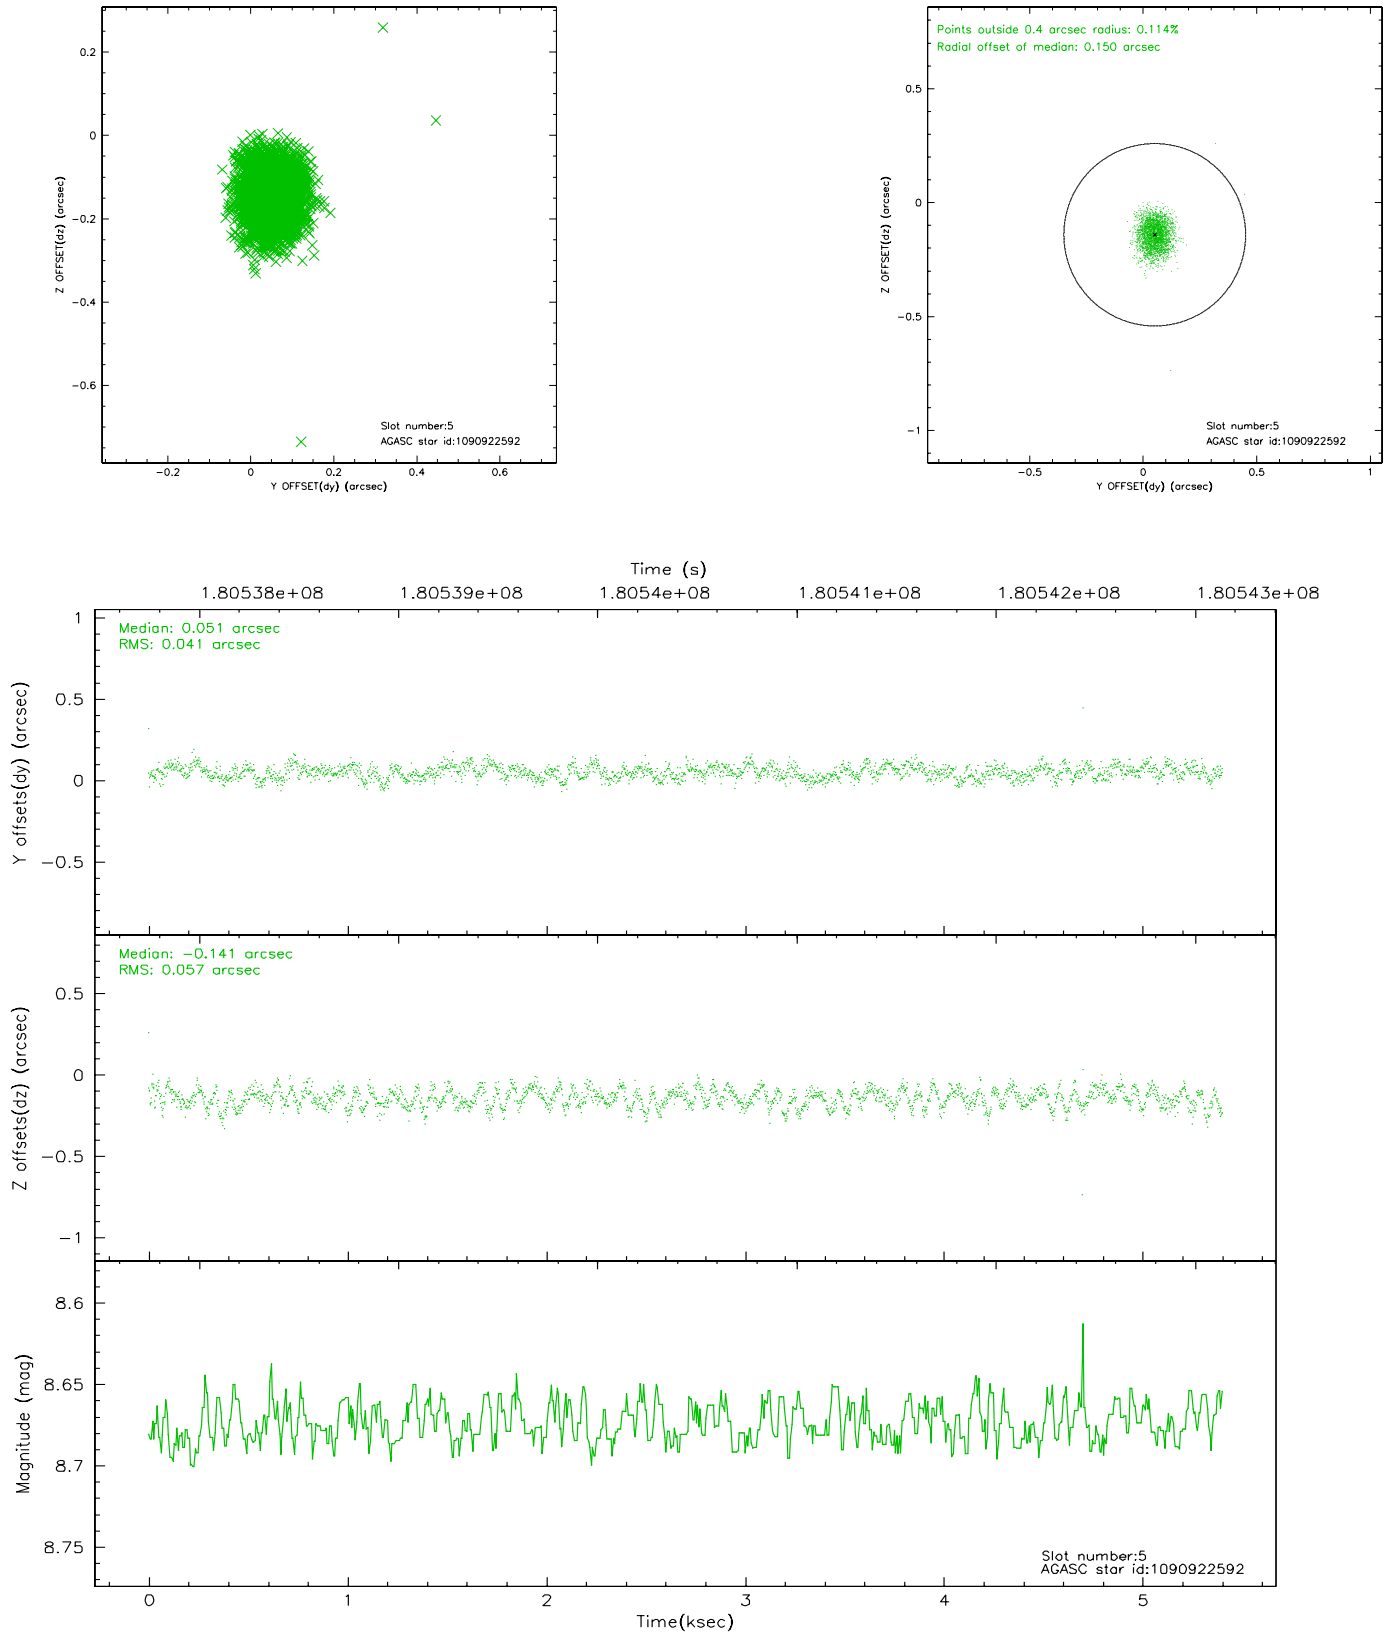 0.2
0
−0.2
−0.4
−0.6
Z OFFSET(dz) (arcsec)
Slot number:5
AGASC star id:1090922592
−0.2
0
0.2
0.4
0.6
Y OFFSET(dy) (arcsec)
Points outside 0.4 arcsec radius: 0.114%
Radial offset of median: 0.150 arcsec
0.5
0
−0.5
−1
Z OFFSET(dz) (arcsec)
Slot number:5
AGASC star id:1090922592
−0.5
0
0.5
1
Y OFFSET(dy) (arcsec)
Time (s)
1.80538e+08
1.80539e+08
1.8054e+08
1.80541e+08
1.80542e+08
1.80543e+08
Median: 0.051 arcsec
RMS: 0.041 arcsec
1
0.5
0
−0.5
Y offsets(dy) (arcsec)
Median: −0.141 arcsec
RMS: 0.057 arcsec
0.5
0
−0.5
−1
Z offsets(dz) (arcsec)
8.6
8.65
8.7
8.75
Magnitude (mag)
Slot number:5
AGASC star id:1090922592
0
1
2
3
4
5
Time(ksec)